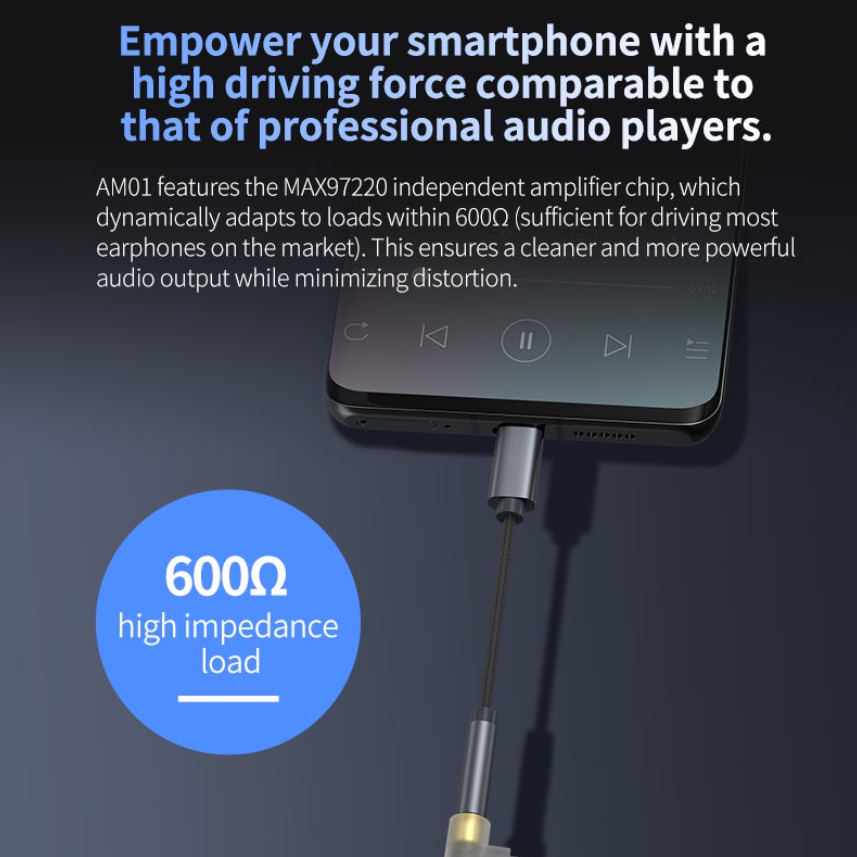 Empower your smartphone with a
high driving force comparable to
that of professional audio players.
AM01 features the MAX97220 independent amplifier chip, which
dynamically adapts to loads within 600Ω (sufficient for driving most
earphones on the market). This ensures a cleaner and more powerful
audio output while minimizing distortion.
03:12
600Ω
high impedance
load